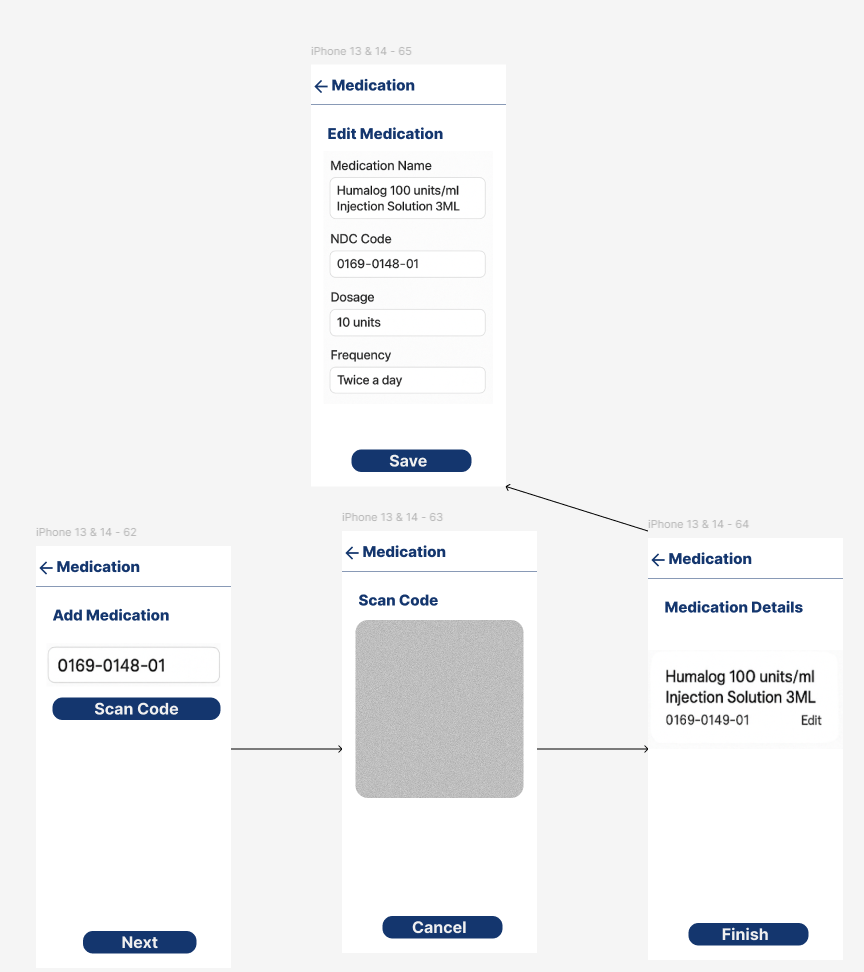 iPhone 13 & 14 - 65
← Medication
Edit Medication
Medication Name
Humalog 100 units/ml
Injection Solution 3ML
NDC Code
0169-0148-01
Dosage
10 units
Frequency
Twice a day
Save
iPhone 13 & 14 - 62
← Medication
Add Medication
0169-0148-01
Scan Code
Next
iPhone 13 & 14 - 63
← Medication
Scan Code
Cancel
iPhone 13 & 14 - 64
← Medication
Medication Details
Humalog 100 units/ml
Injection Solution 3ML
0169-0149-01 Edit
Finish